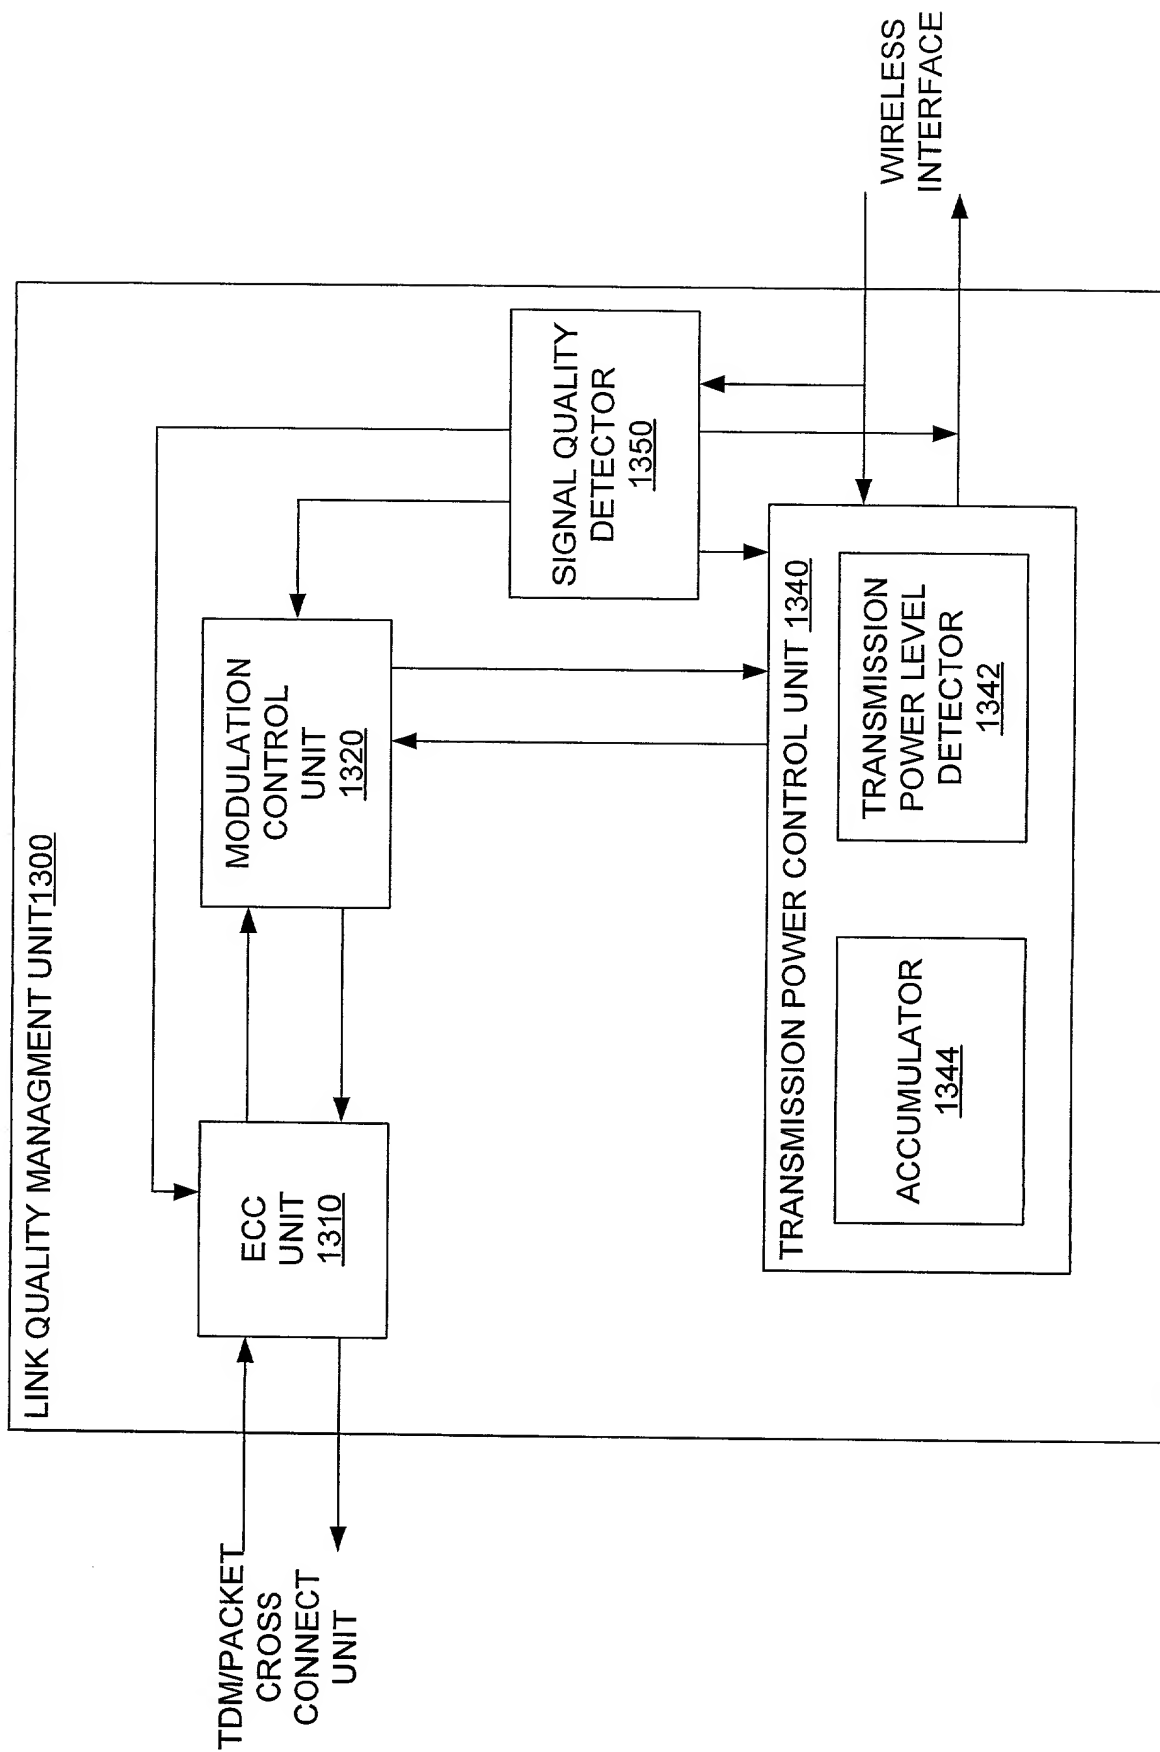 LINK QUALITY MANAGMENT UNIT1300
TDM/PACKET
CROSS
CONNECT
UNIT
ECC
UNIT
1310
MODULATION
CONTROL
UNIT
1320
SIGNAL QUALITY
DETECTOR
1350
WIRELESS
INTERFACE
TRANSMISSION POWER CONTROL UNIT 1340
ACCUMULATOR
1344
TRANSMISSION
POWER LEVEL
DETECTOR
1342